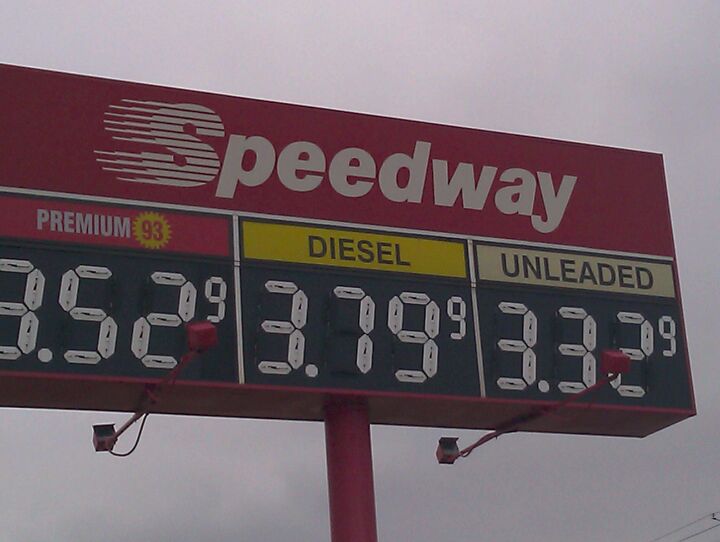 Speedway
PREMIUM 93
DIESEL
UNLEADED
3.52 9
3.79 9
3.32 9